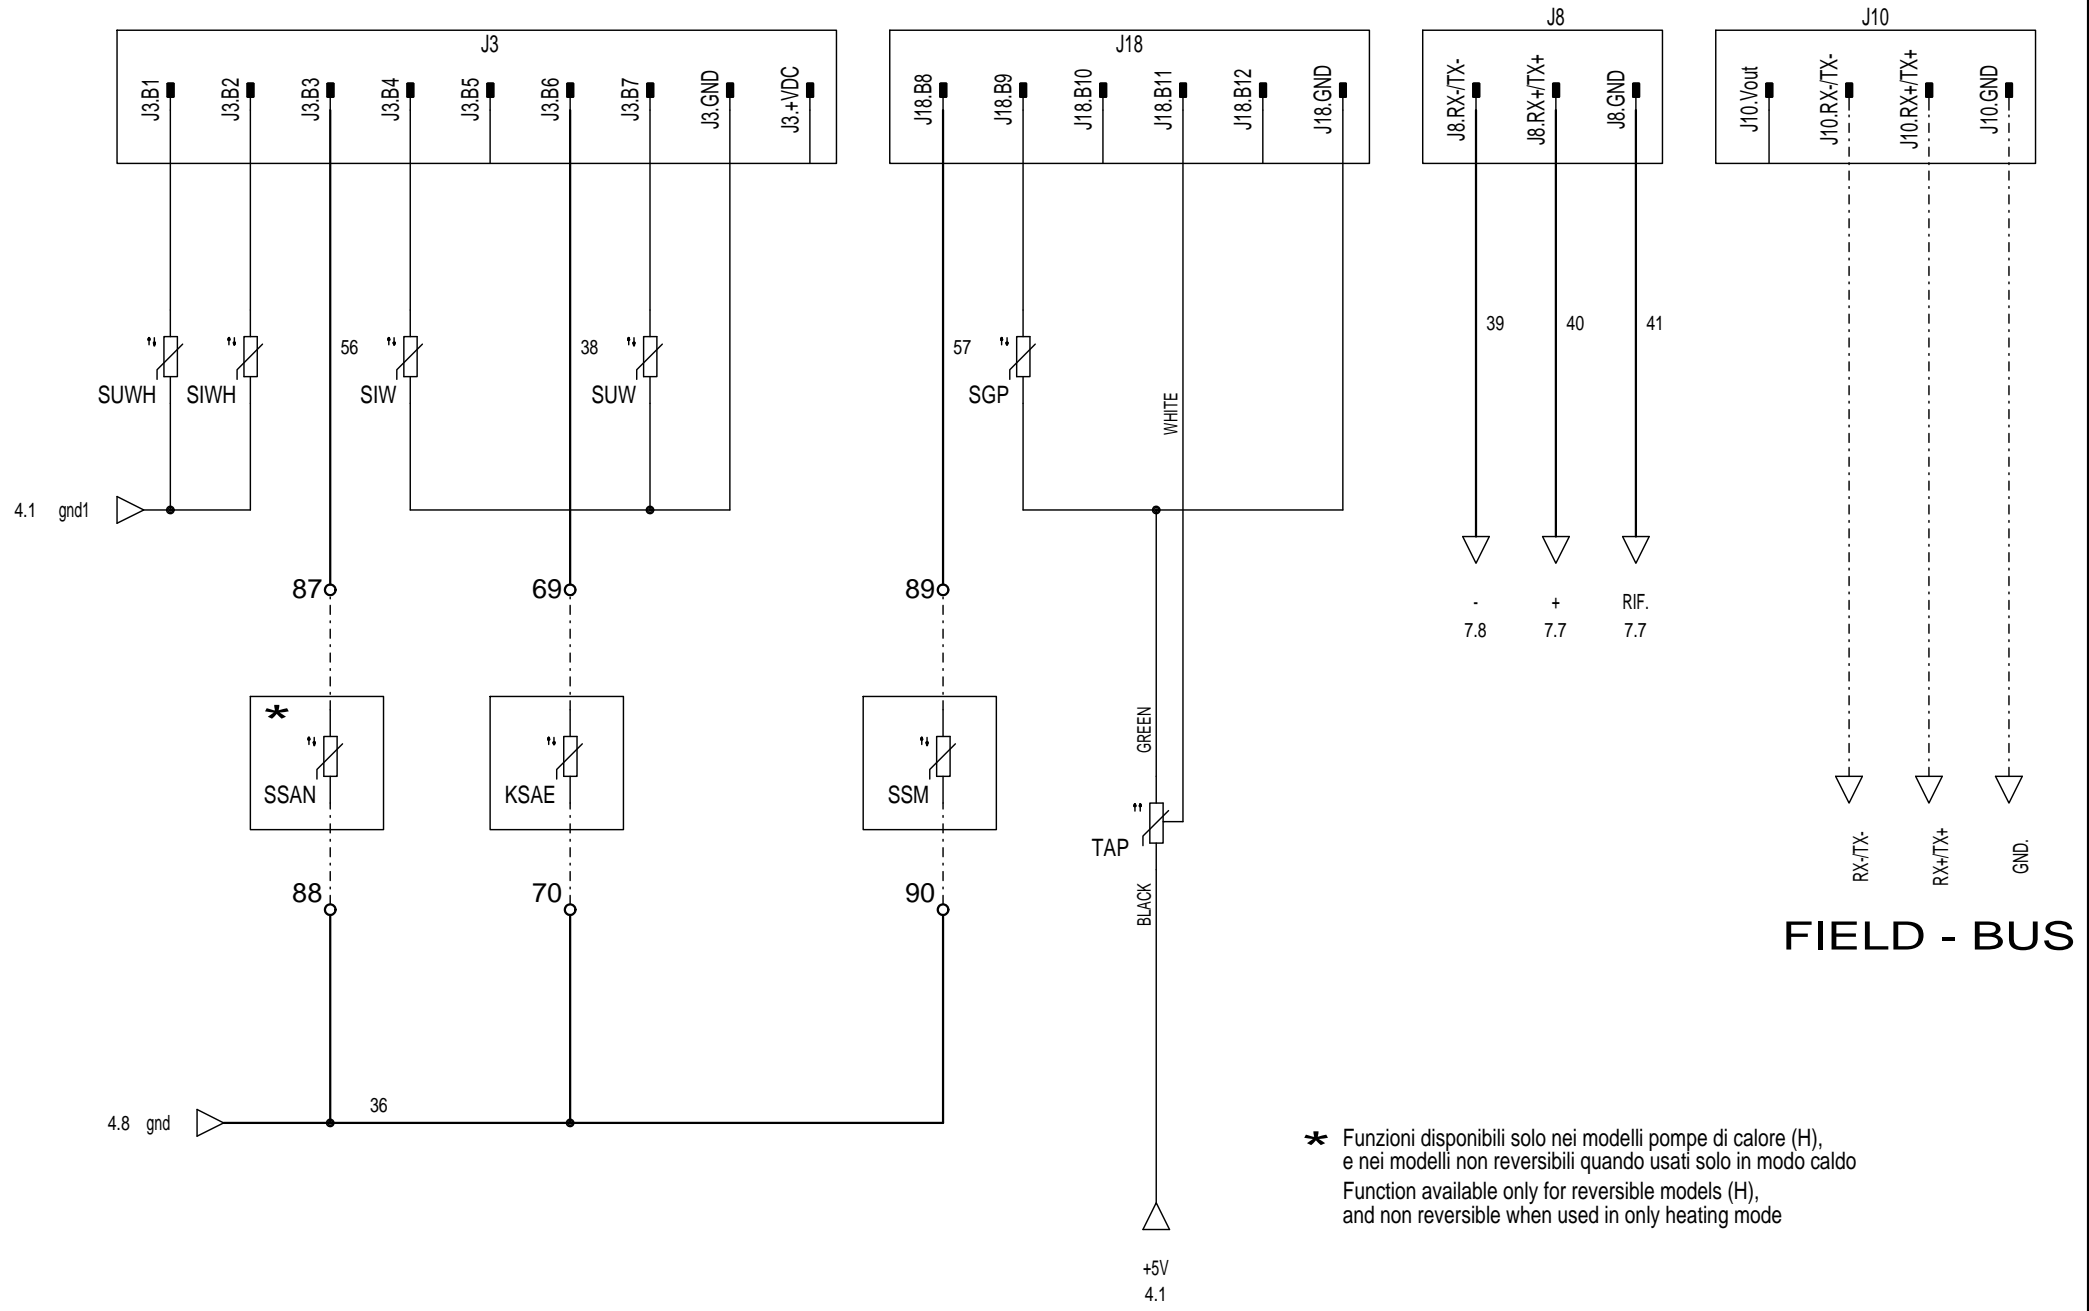 J3
J18
J8
J10
J3.B1
J3.B2
J3.B3
J3.B4
J3.B5
J3.B6
J3.B7
J3.GND
J3.+VDC
J18.B8
J18.B9
J18.B10
J18.B11
J18.B12
J18.GND
J8.RX-/TX-
J8.RX+/TX+
J8.GND
J10.Vout
J10.RX-/TX-
J10.RX+/TX+
J10.GND
39
40
41
56
38
57
SUWH
SIWH
SIW
SUW
SGP
WHITE
4.1 gnd1
87
69
89
- + RIF.
7.8 7.7 7.7
*
SSAN
KSAE
SSM
GREEN
TAP
BLACK
RX-/TX-
RX+/TX+
GND.
88
70
90
FIELD - BUS
36
4.8 gnd
* Funzioni disponibili solo nei modelli pompe di calore (H),
e nei modelli non reversibili quando usati solo in modo caldo
Function available only for reversible models (H),
and non reversible when used in only heating mode
+5V
4.1